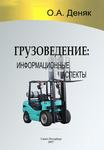 О.А. Деняк
ГРУЗОВЕДЕНИЕ:
ИНФОРМАЦИОННЫЕ
АСПЕКТЫ
Санкт-Петербург
2007